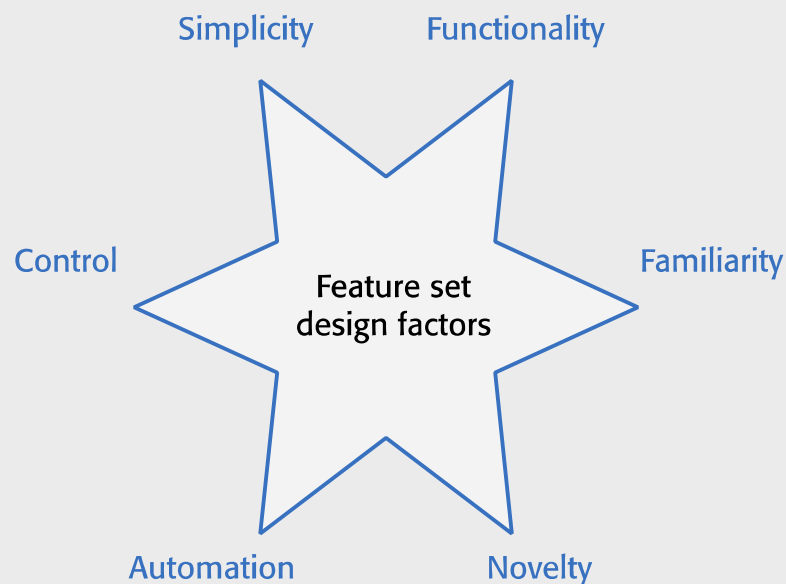 Simplicity Functionality
Control
Familiarity
Feature set
design factors
Automation Novelty